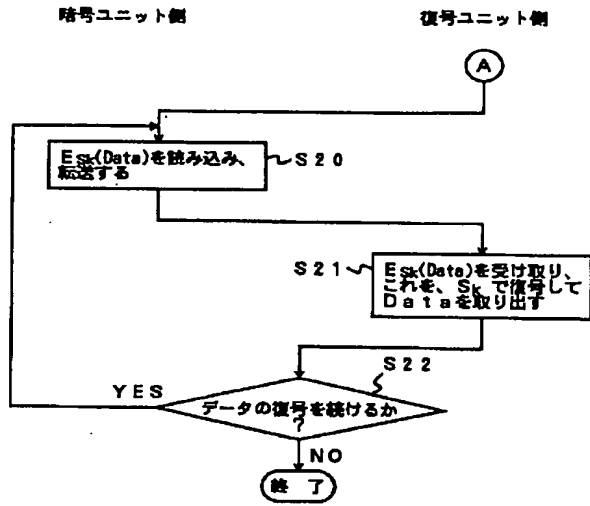 暗号ユニット側
復号ユニット側
A
ESk(Data)を読み込み、
転送する
S20
S21
ESk(Data)を受け取り、
これを、Skで復号して
Dataを取り出す
S22
YES
データの復号を続けるか
?
NO
終 了